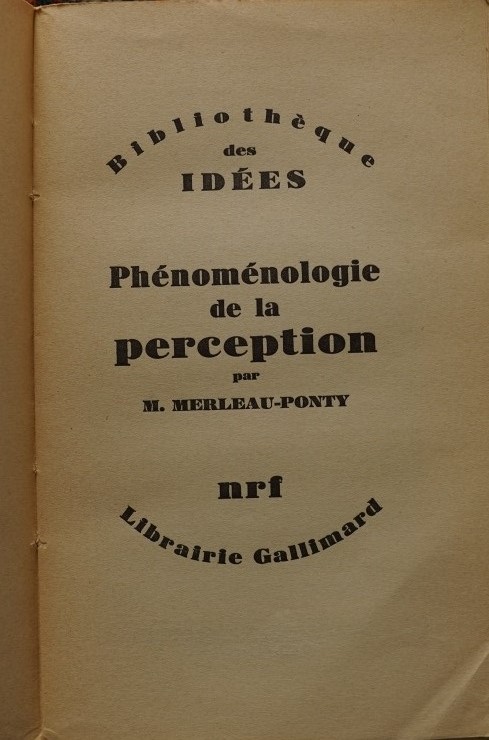 Bibliothèque
des
IDÉES
Phénoménologie
de la
perception
par
M. MERLEAU-PONTY
nrf
Librairie Gallimard